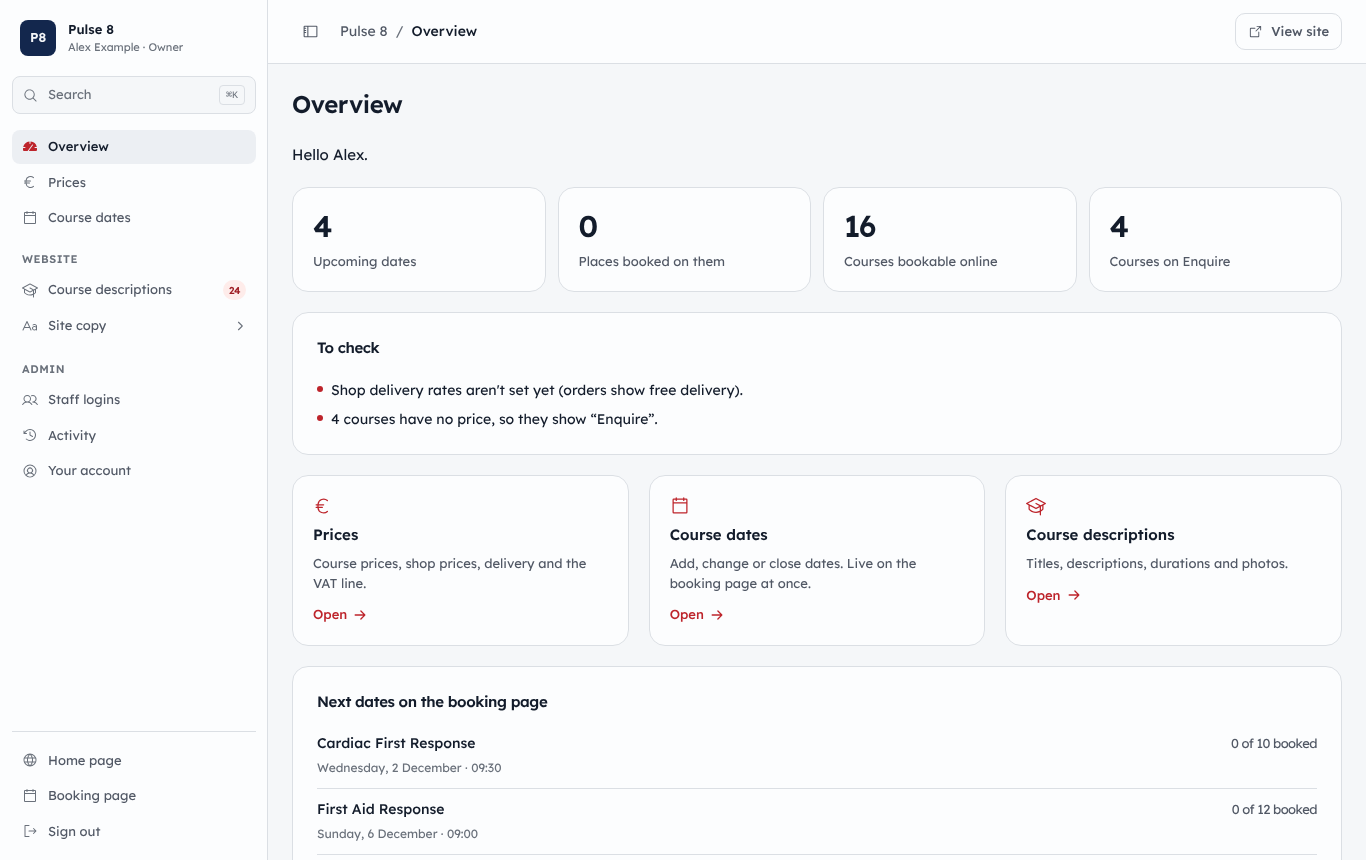 P8
Pulse 8
Alex Example · Owner
Search
⌘K
Overview
€ Prices
Course dates
WEBSITE
Course descriptions
24
Aa Site copy
ADMIN
Staff logins
Activity
Your account
Home page
Booking page
Sign out
Pulse 8 / Overview
View site
Overview
Hello Alex.
4
Upcoming dates
0
Places booked on them
16
Courses bookable online
4
Courses on Enquire
To check
Shop delivery rates aren't set yet (orders show free delivery).
4 courses have no price, so they show “Enquire”.
€
Prices
Course prices, shop prices, delivery and the
VAT line.
Open →
Course dates
Add, change or close dates. Live on the
booking page at once.
Open →
Course descriptions
Titles, descriptions, durations and photos.
Open →
Next dates on the booking page
Cardiac First Response
0 of 10 booked
Wednesday, 2 December · 09:30
First Aid Response
0 of 12 booked
Sunday, 6 December · 09:00